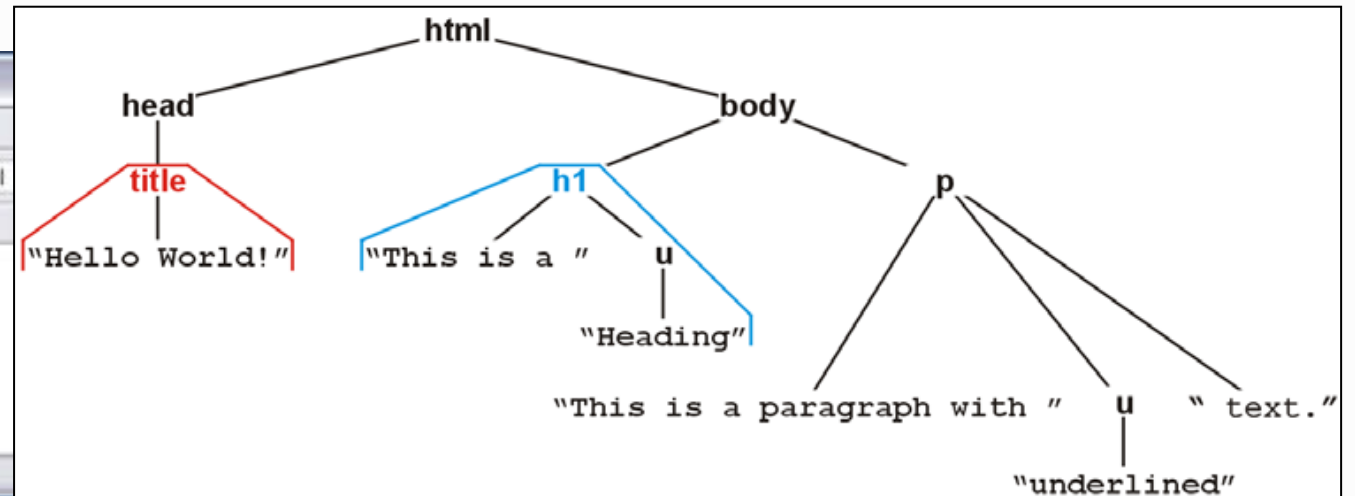 html
head body
title h1 p
“Hello World!” “This is a ” u
“Heading”
“This is a paragraph with ” u “ text.”
“underlined”